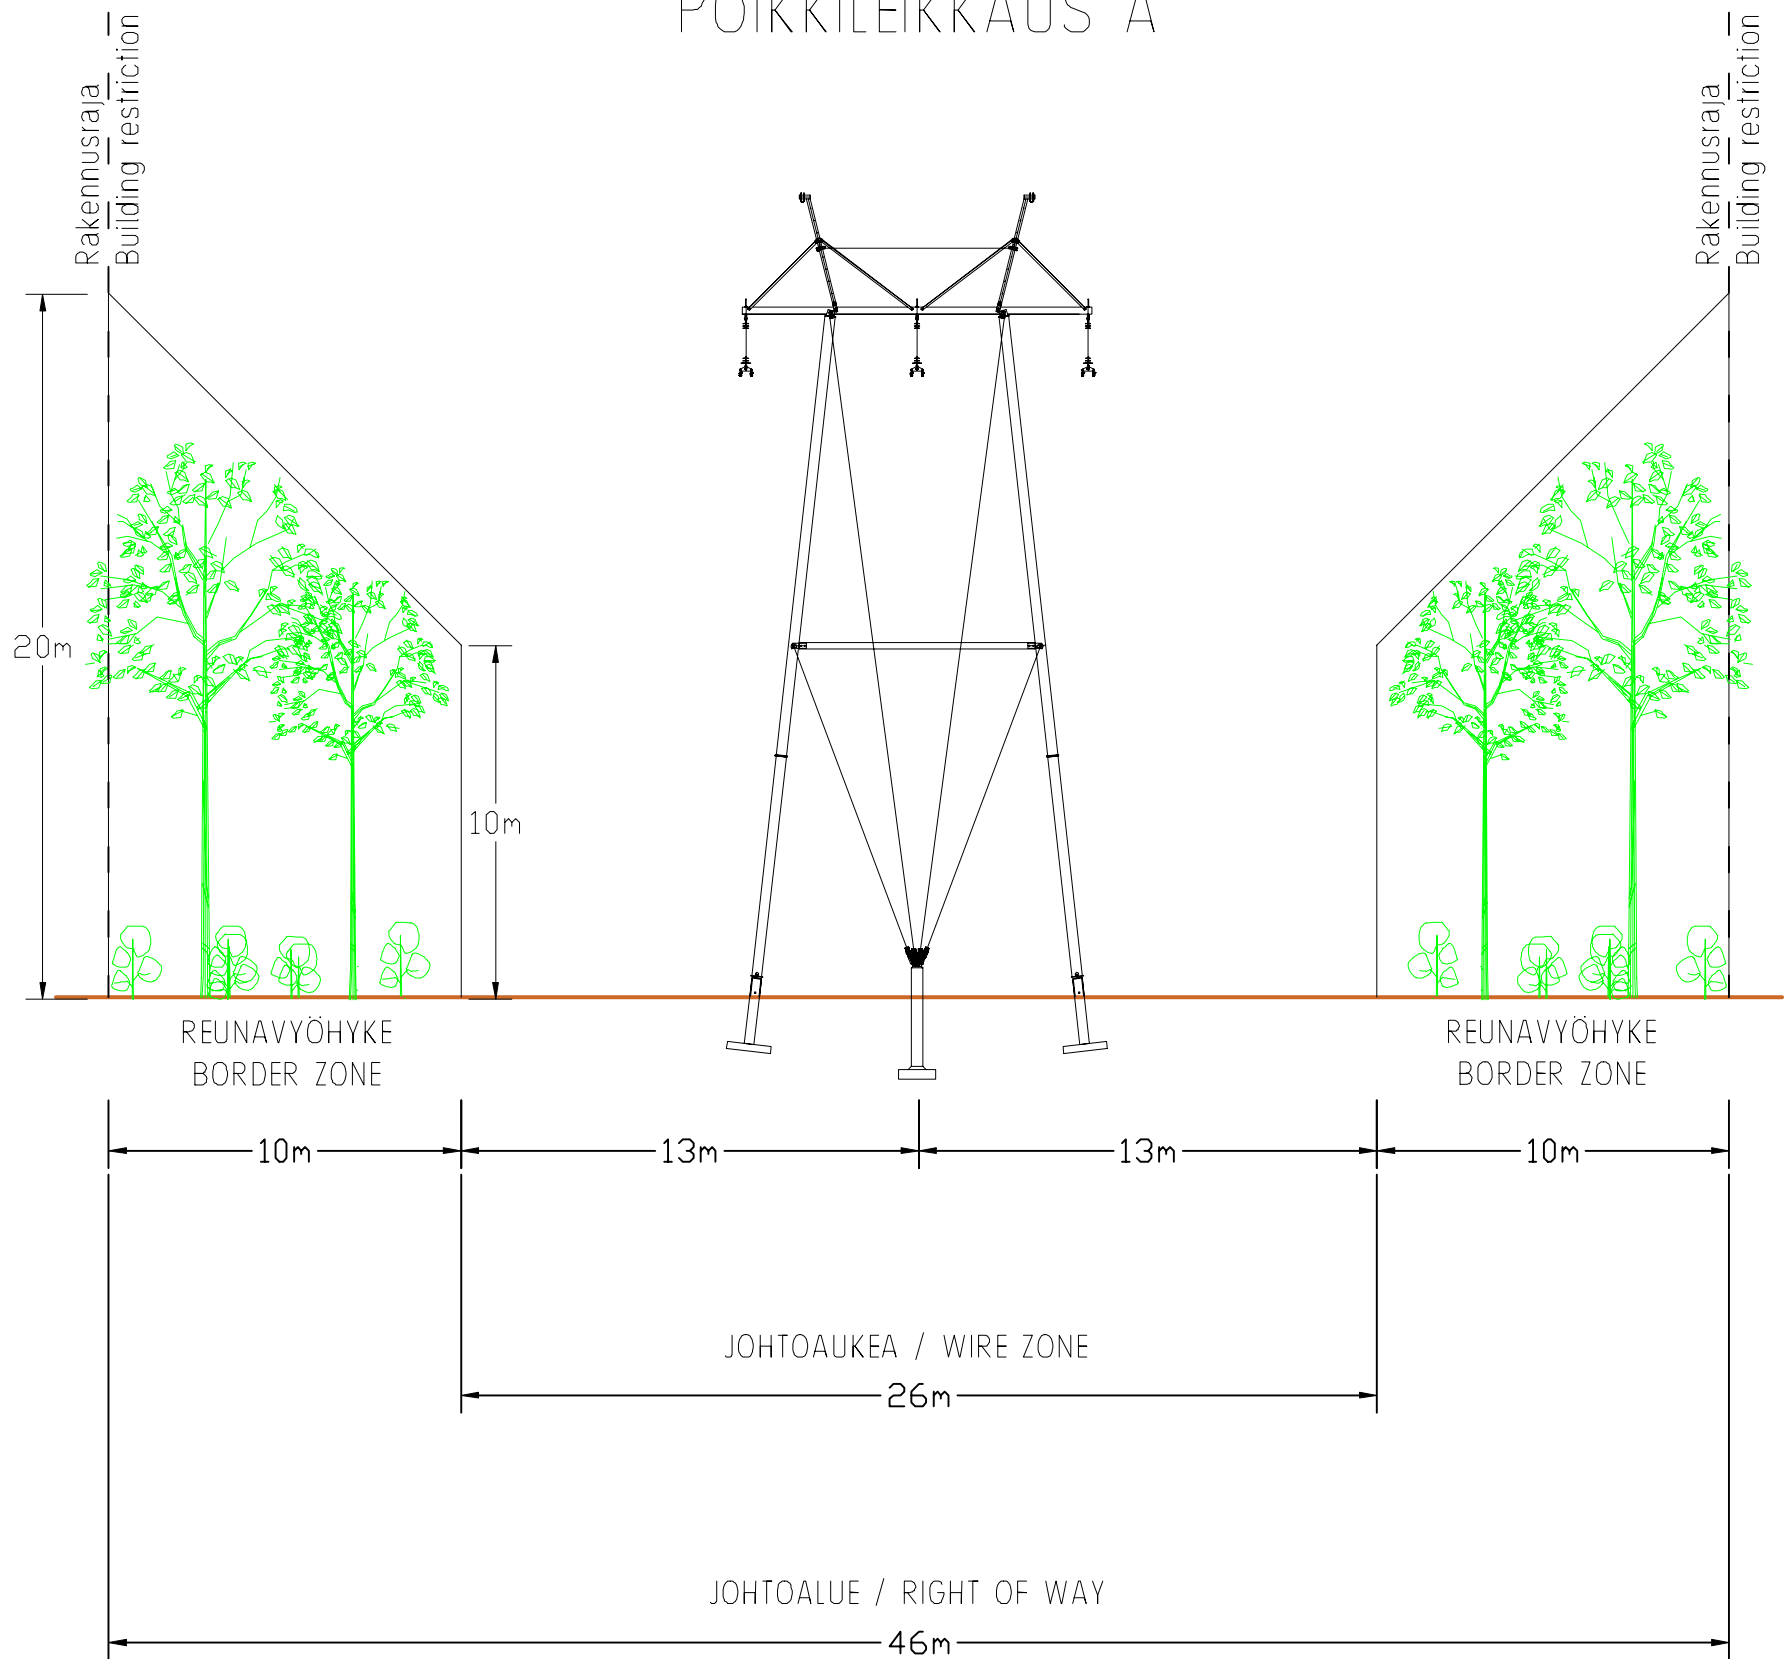 POIKKILEIKKAUS A
Rakennusraja
Building restriction
Rakennusraja
Building restriction
20m
10m
REUNAVYÖHYKE
BORDER ZONE
REUNAVYÖHYKE
BORDER ZONE
10m
13m
13m
10m
JOHTOAUKEA / WIRE ZONE
26m
JOHTOALUE / RIGHT OF WAY
46m